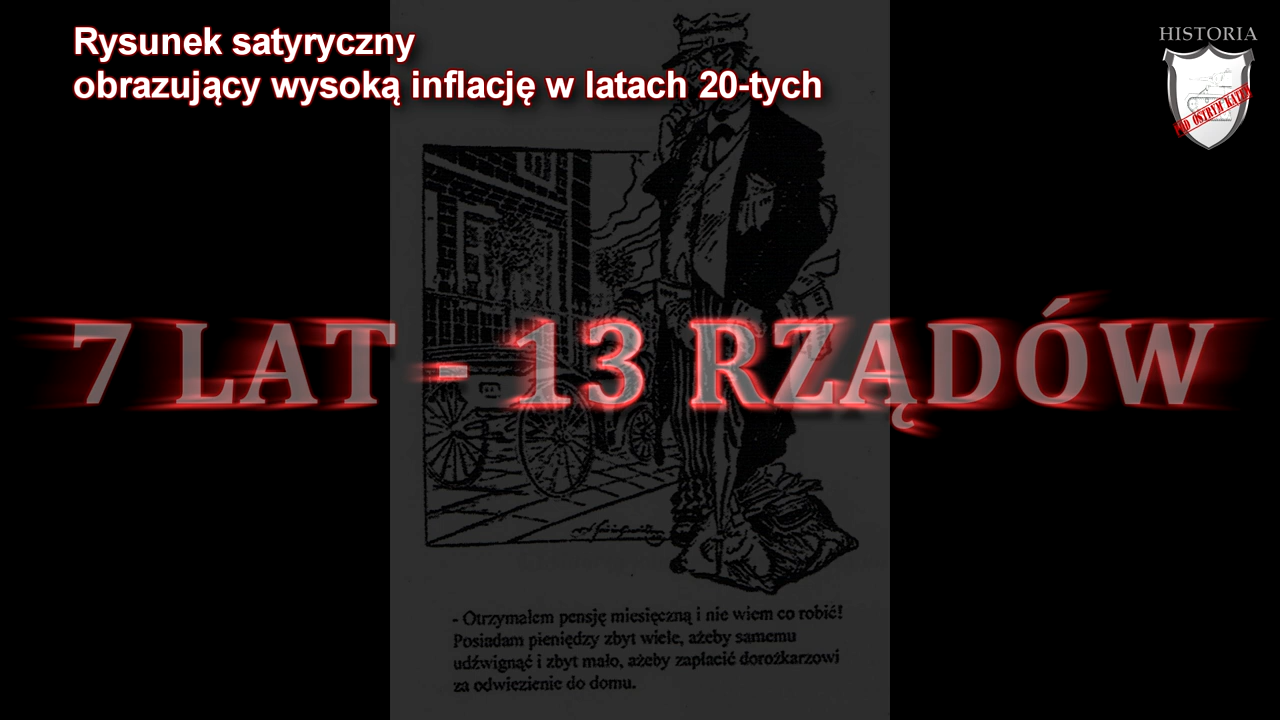 Rysunek satyryczny
obrazujący wysoką inflację w latach 20-tych
HISTORIA
POD OSTRYM KĄTEM
7 LAT - 13 RZĄDÓW
- Otrzymałem pensję miesięczną i nie wiem co robić!
Posiadam pieniędzy zbyt wiele, ażeby samemu
udźwignąć i zbyt mało, ażeby zapłacić dorożkarzowi
za odwiezienie do domu.